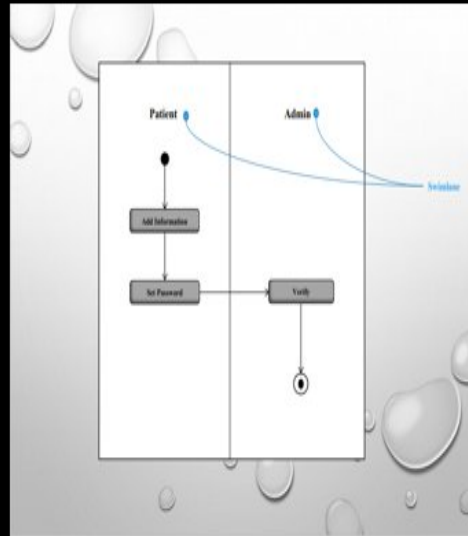 Patient
Admin
Swimlane
Add Information
Set Password
Verify